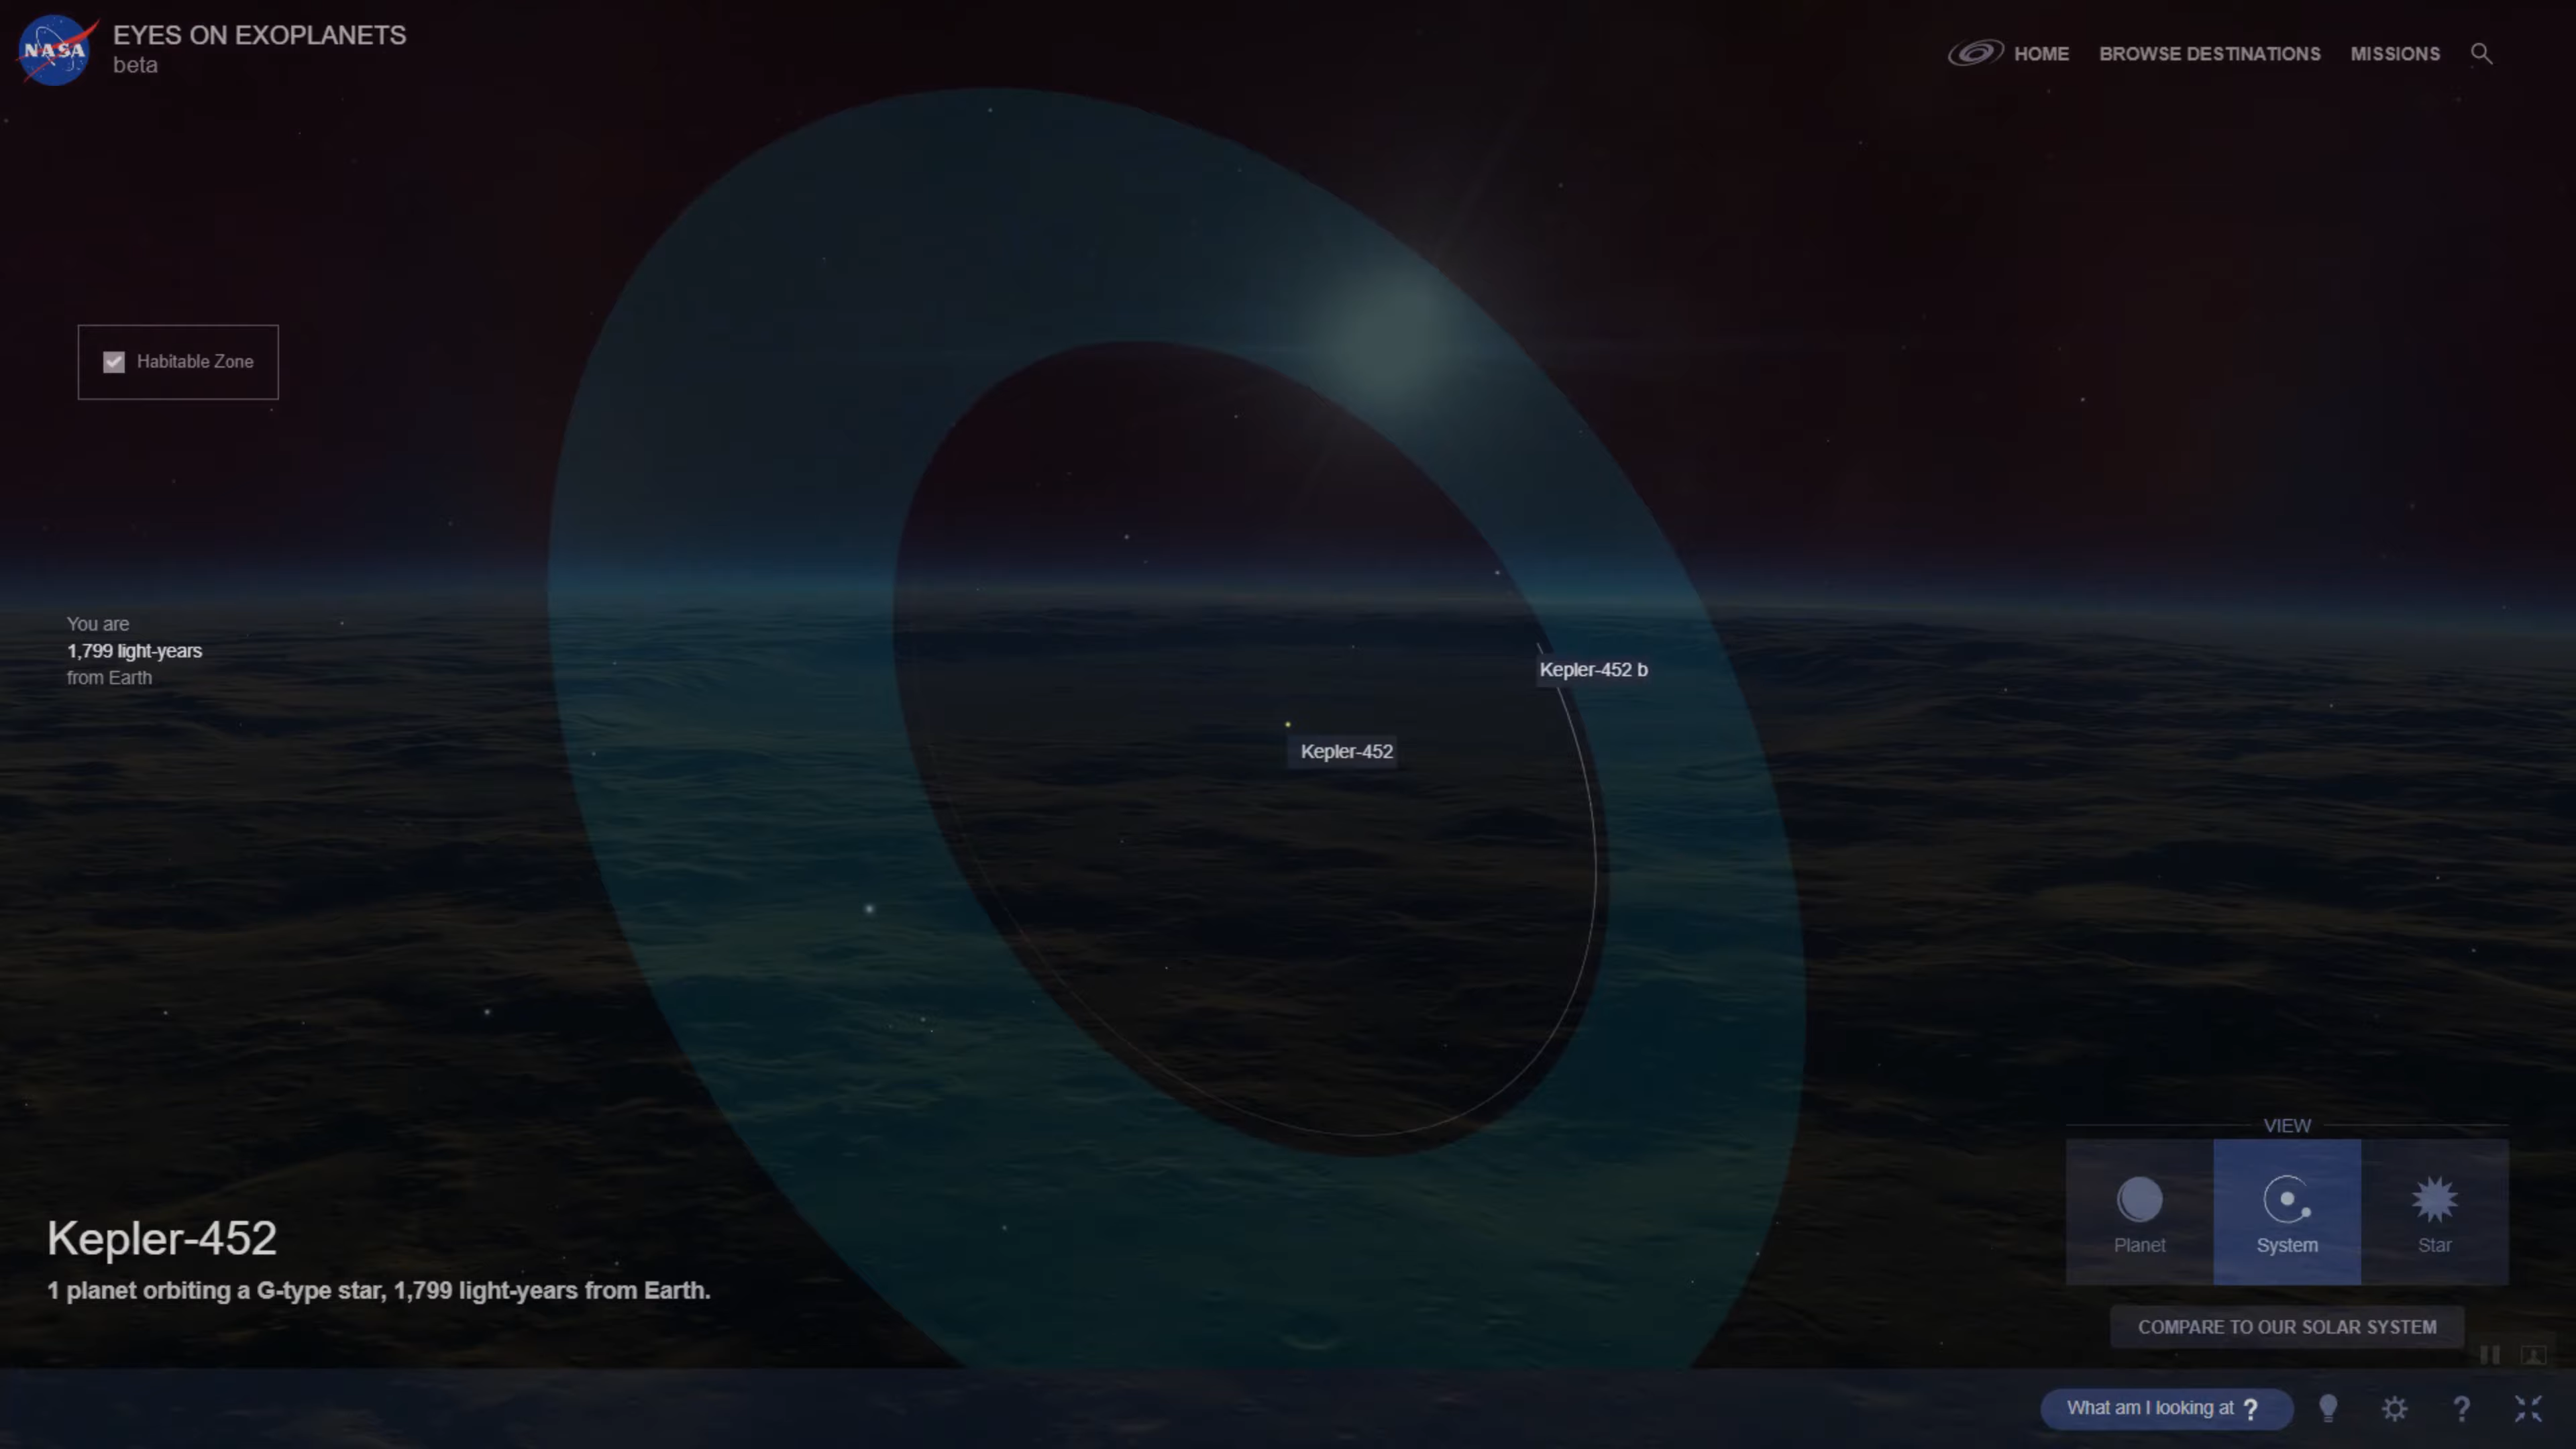 NASA
EYES ON EXOPLANETS
beta
HOME
BROWSE DESTINATIONS
MISSIONS
Habitable Zone
You are
1,799 light-years
from Earth
Kepler-452 b
Kepler-452
Kepler-452
1 planet orbiting a G-type star, 1,799 light-years from Earth.
VIEW
Planet
System
Star
COMPARE TO OUR SOLAR SYSTEM
What am I looking at ?
?